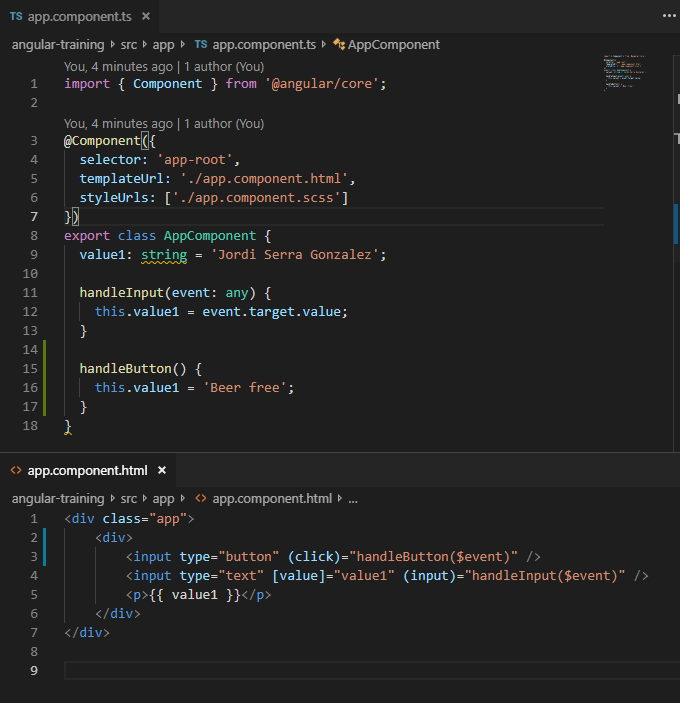 TS app.component.ts ×
angular-training > src > app > TS app.component.ts > AppComponent
You, 4 minutes ago | 1 author (You)
1 import { Component } from '@angular/core';
2
You, 4 minutes ago | 1 author (You)
3 @Component({
4   selector: 'app-root',
5   templateUrl: './app.component.html',
6   styleUrls: ['./app.component.scss']
7 })
8 export class AppComponent {
9   value1: string = 'Jordi Serra Gonzalez';
10
11   handleInput(event: any) {
12     this.value1 = event.target.value;
13   }
14
15   handleButton() {
16     this.value1 = 'Beer free';
17   }
18 }
<> app.component.html ×
angular-training > src > app > <> app.component.html > ...
1 <div class="app">
2     <div>
3         <input type="button" (click)="handleButton($event)" />
4         <input type="text" [value]="value1" (input)="handleInput($event)" />
5         <p>{{ value1 }}</p>
6     </div>
7 </div>
8
9